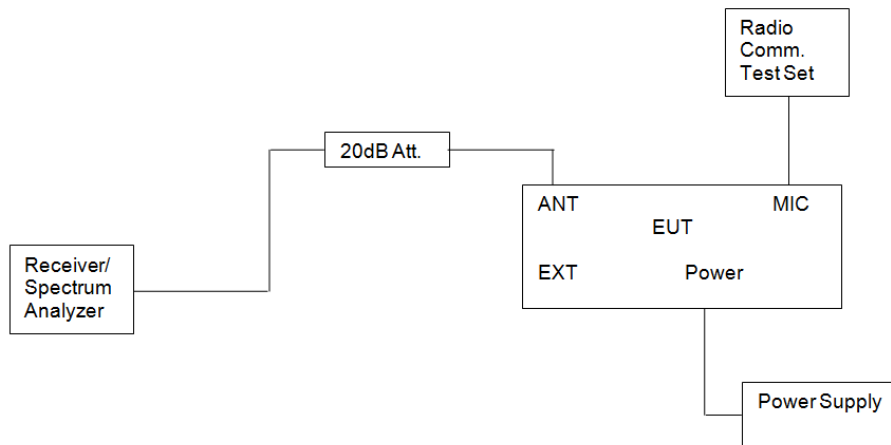 Radio
Comm.
Test Set
20dB Att.
ANT
MIC
EUT
Receiver/
Spectrum
Analyzer
EXT
Power
Power Supply